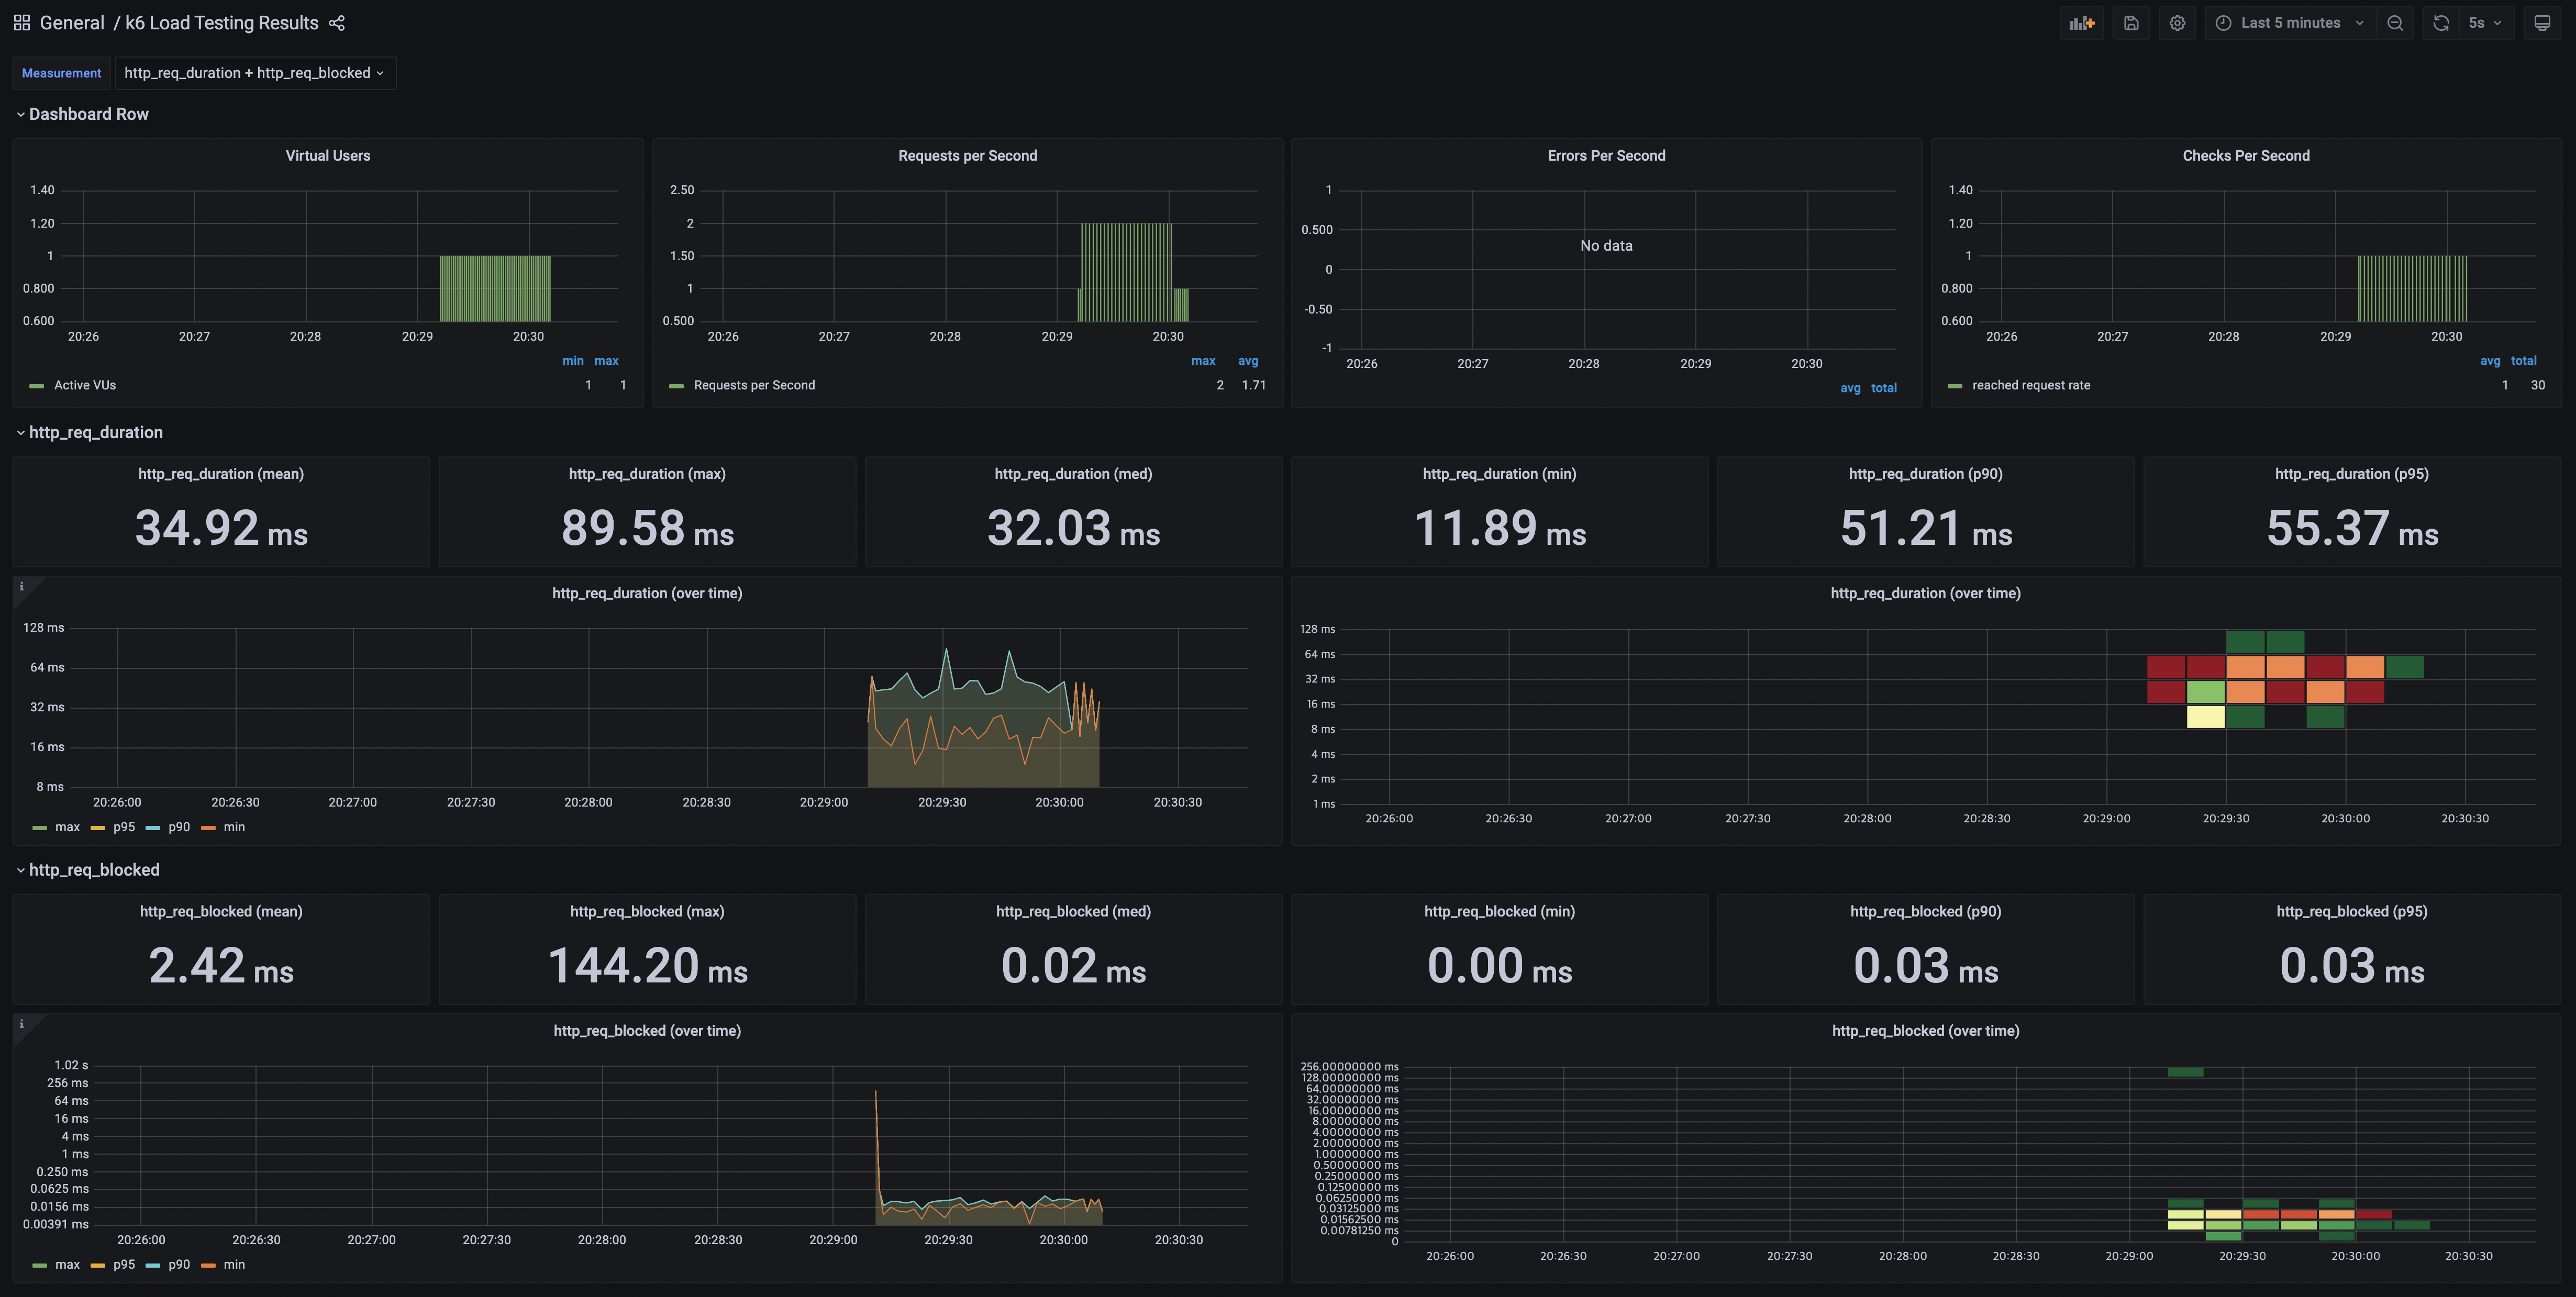 General / k6 Load Testing Results
Last 5 minutes
5s
Measurement http_req_duration + http_req_blocked
Dashboard Row
Virtual Users
1.40
1.20
1
0.800
0.600
20:26 20:27 20:28 20:29 20:30
min max
Active VUs 1 1
Requests per Second
2.50
2
1.50
1
0.500
20:26 20:27 20:28 20:29 20:30
max avg
Requests per Second 2 1.71
Errors Per Second
1
0.500
0
-0.50
-1
No data
20:26 20:27 20:28 20:29 20:30
avg total
Checks Per Second
1.40
1.20
1
0.800
0.600
20:26 20:27 20:28 20:29 20:30
avg total
reached request rate 1 30
http_req_duration
http_req_duration (mean)
34.92 ms
http_req_duration (max)
89.58 ms
http_req_duration (med)
32.03 ms
http_req_duration (min)
11.89 ms
http_req_duration (p90)
51.21 ms
http_req_duration (p95)
55.37 ms
i
http_req_duration (over time)
128 ms
64 ms
32 ms
16 ms
8 ms
20:26:00 20:26:30 20:27:00 20:27:30 20:28:00 20:28:30 20:29:00 20:29:30 20:30:00 20:30:30
max p95 p90 min
http_req_duration (over time)
128 ms
64 ms
32 ms
16 ms
8 ms
4 ms
2 ms
1 ms
20:26:00 20:26:30 20:27:00 20:27:30 20:28:00 20:28:30 20:29:00 20:29:30 20:30:00 20:30:30
http_req_blocked
http_req_blocked (mean)
2.42 ms
http_req_blocked (max)
144.20 ms
http_req_blocked (med)
0.02 ms
http_req_blocked (min)
0.00 ms
http_req_blocked (p90)
0.03 ms
http_req_blocked (p95)
0.03 ms
i
http_req_blocked (over time)
1.02 s
256 ms
64 ms
16 ms
4 ms
1 ms
0.250 ms
0.0625 ms
0.0156 ms
0.00391 ms
20:26:00 20:26:30 20:27:00 20:27:30 20:28:00 20:28:30 20:29:00 20:29:30 20:30:00 20:30:30
max p95 p90 min
http_req_blocked (over time)
256.00000000 ms
128.00000000 ms
64.00000000 ms
32.00000000 ms
16.00000000 ms
8.00000000 ms
4.00000000 ms
2.00000000 ms
1.00000000 ms
0.50000000 ms
0.25000000 ms
0.12500000 ms
0.06250000 ms
0.03125000 ms
0.01562500 ms
0.00781250 ms
0
20:26:00 20:26:30 20:27:00 20:27:30 20:28:00 20:28:30 20:29:00 20:29:30 20:30:00 20:30:30